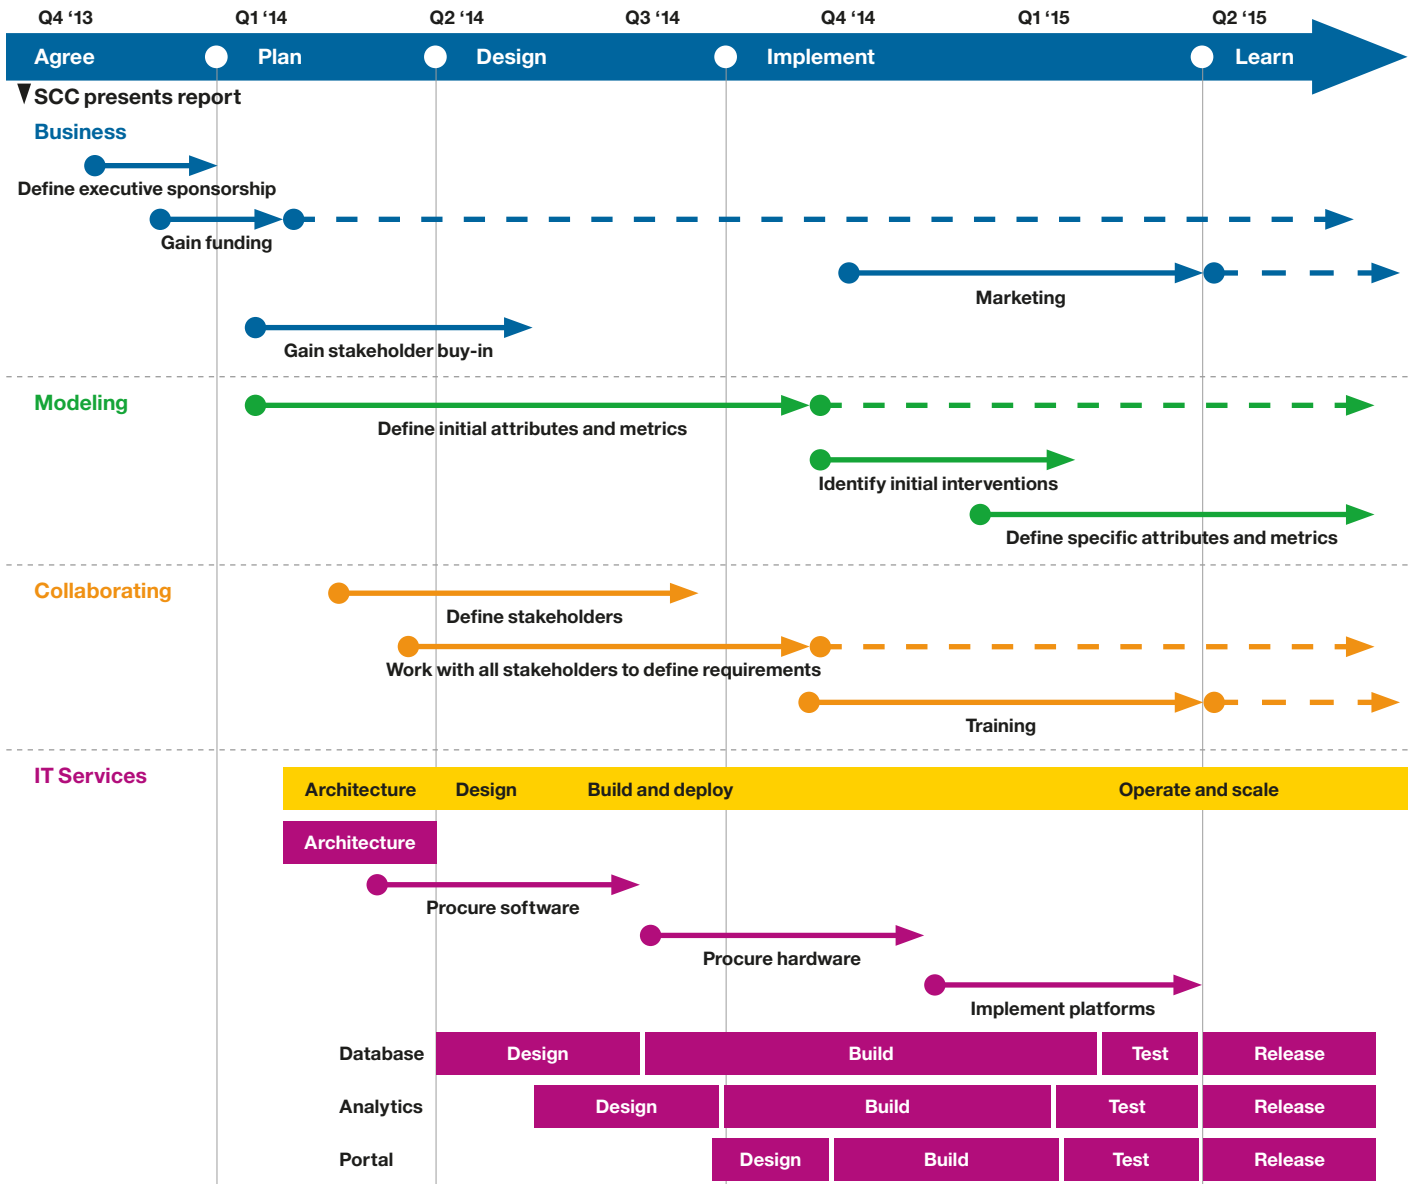 Q4 ‘13 Q1 ‘14 Q2 ‘14 Q3 ‘14 Q4 ‘14 Q1 ‘15 Q2 ‘15
Agree Plan Design Implement Learn
SCC presents report
Business
Define executive sponsorship
Gain funding
Marketing
Gain stakeholder buy-in
Modeling
Define initial attributes and metrics
Identify initial interventions
Define specific attributes and metrics
Collaborating
Define stakeholders
Work with all stakeholders to define requirements
Training
IT Services
Architecture Design Build and deploy Operate and scale
Architecture
Procure software
Procure hardware
Implement platforms
Database Design Build Test Release
Analytics Design Build Test Release
Portal Design Build Test Release